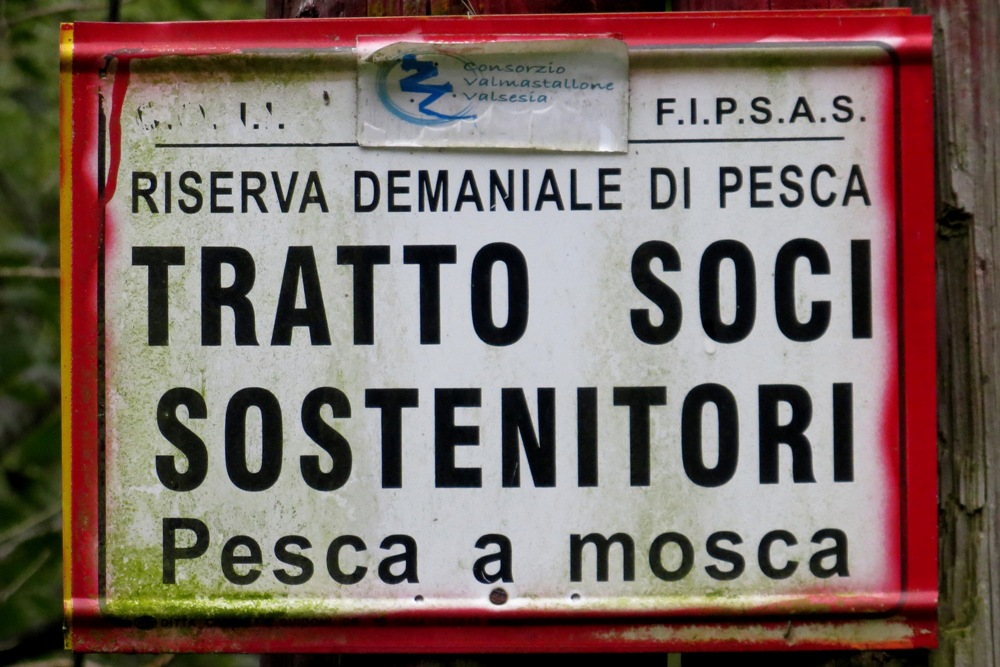 Consorzio
Valmastallone
Valsesia
F.I.P.S.A.S.
RISERVA DEMANIALE DI PESCA
TRATTO SOCI
SOSTENITORI
Pesca a mosca